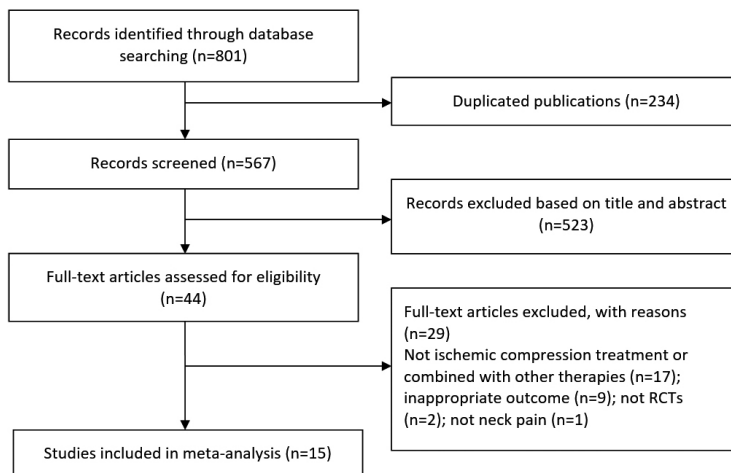 Records identified through database
searching (n=801)
Duplicated publications (n=234)
Records screened (n=567)
Records excluded based on title and abstract
(n=523)
Full-text articles assessed for eligibility
(n=44)
Full-text articles excluded, with reasons
(n=29)
Not ischemic compression treatment or
combined with other therapies (n=17);
inappropriate outcome (n=9); not RCTs
(n=2); not neck pain (n=1)
Studies included in meta-analysis (n=15)